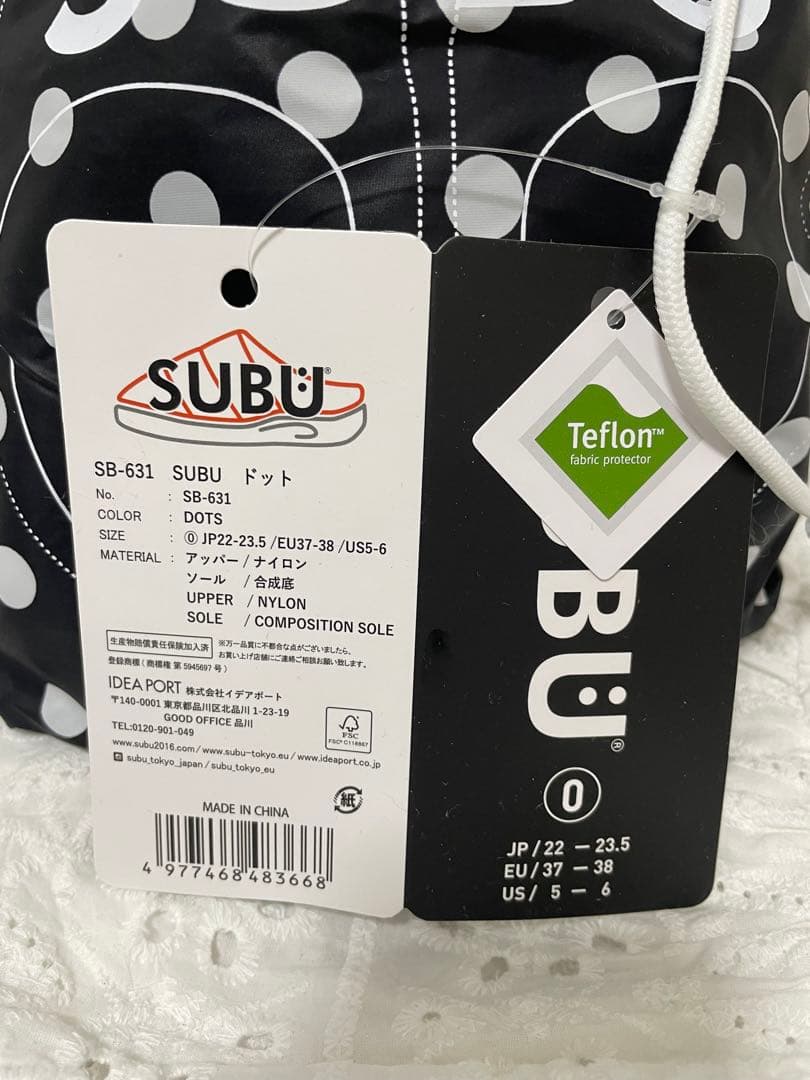 SUBU®
SB-631 SUBU ドット
No. : SB-631
COLOR : DOTS
SIZE : ⓪ JP22-23.5 /EU37-38 /US5-6
MATERIAL : アッパー / ナイロン
ソール / 合成底
UPPER / NYLON
SOLE / COMPOSITION SOLE
生産物賠償責任保険加入済
※万一品質に不都合な点がございましたら、
お買い上げ店舗にご連絡ご相談お願い致します。
登録商標 ( 商標権 第 5945697 号 )
IDEA PORT 株式会社イデアポート
〒140-0001 東京都品川区北品川 1-23-19
GOOD OFFICE 品川
TEL:0120-901-049
FSC
FSC® C118867
www.subu2016.com / www.subu-tokyo.eu / www.ideaport.co.jp
subu_tokyo_japan / subu_tokyo_eu
紙
MADE IN CHINA
4 977468 483668
Teflon™
fabric protector
BU®
0
JP / 22 — 23.5
EU / 37 — 38
US / 5 — 6